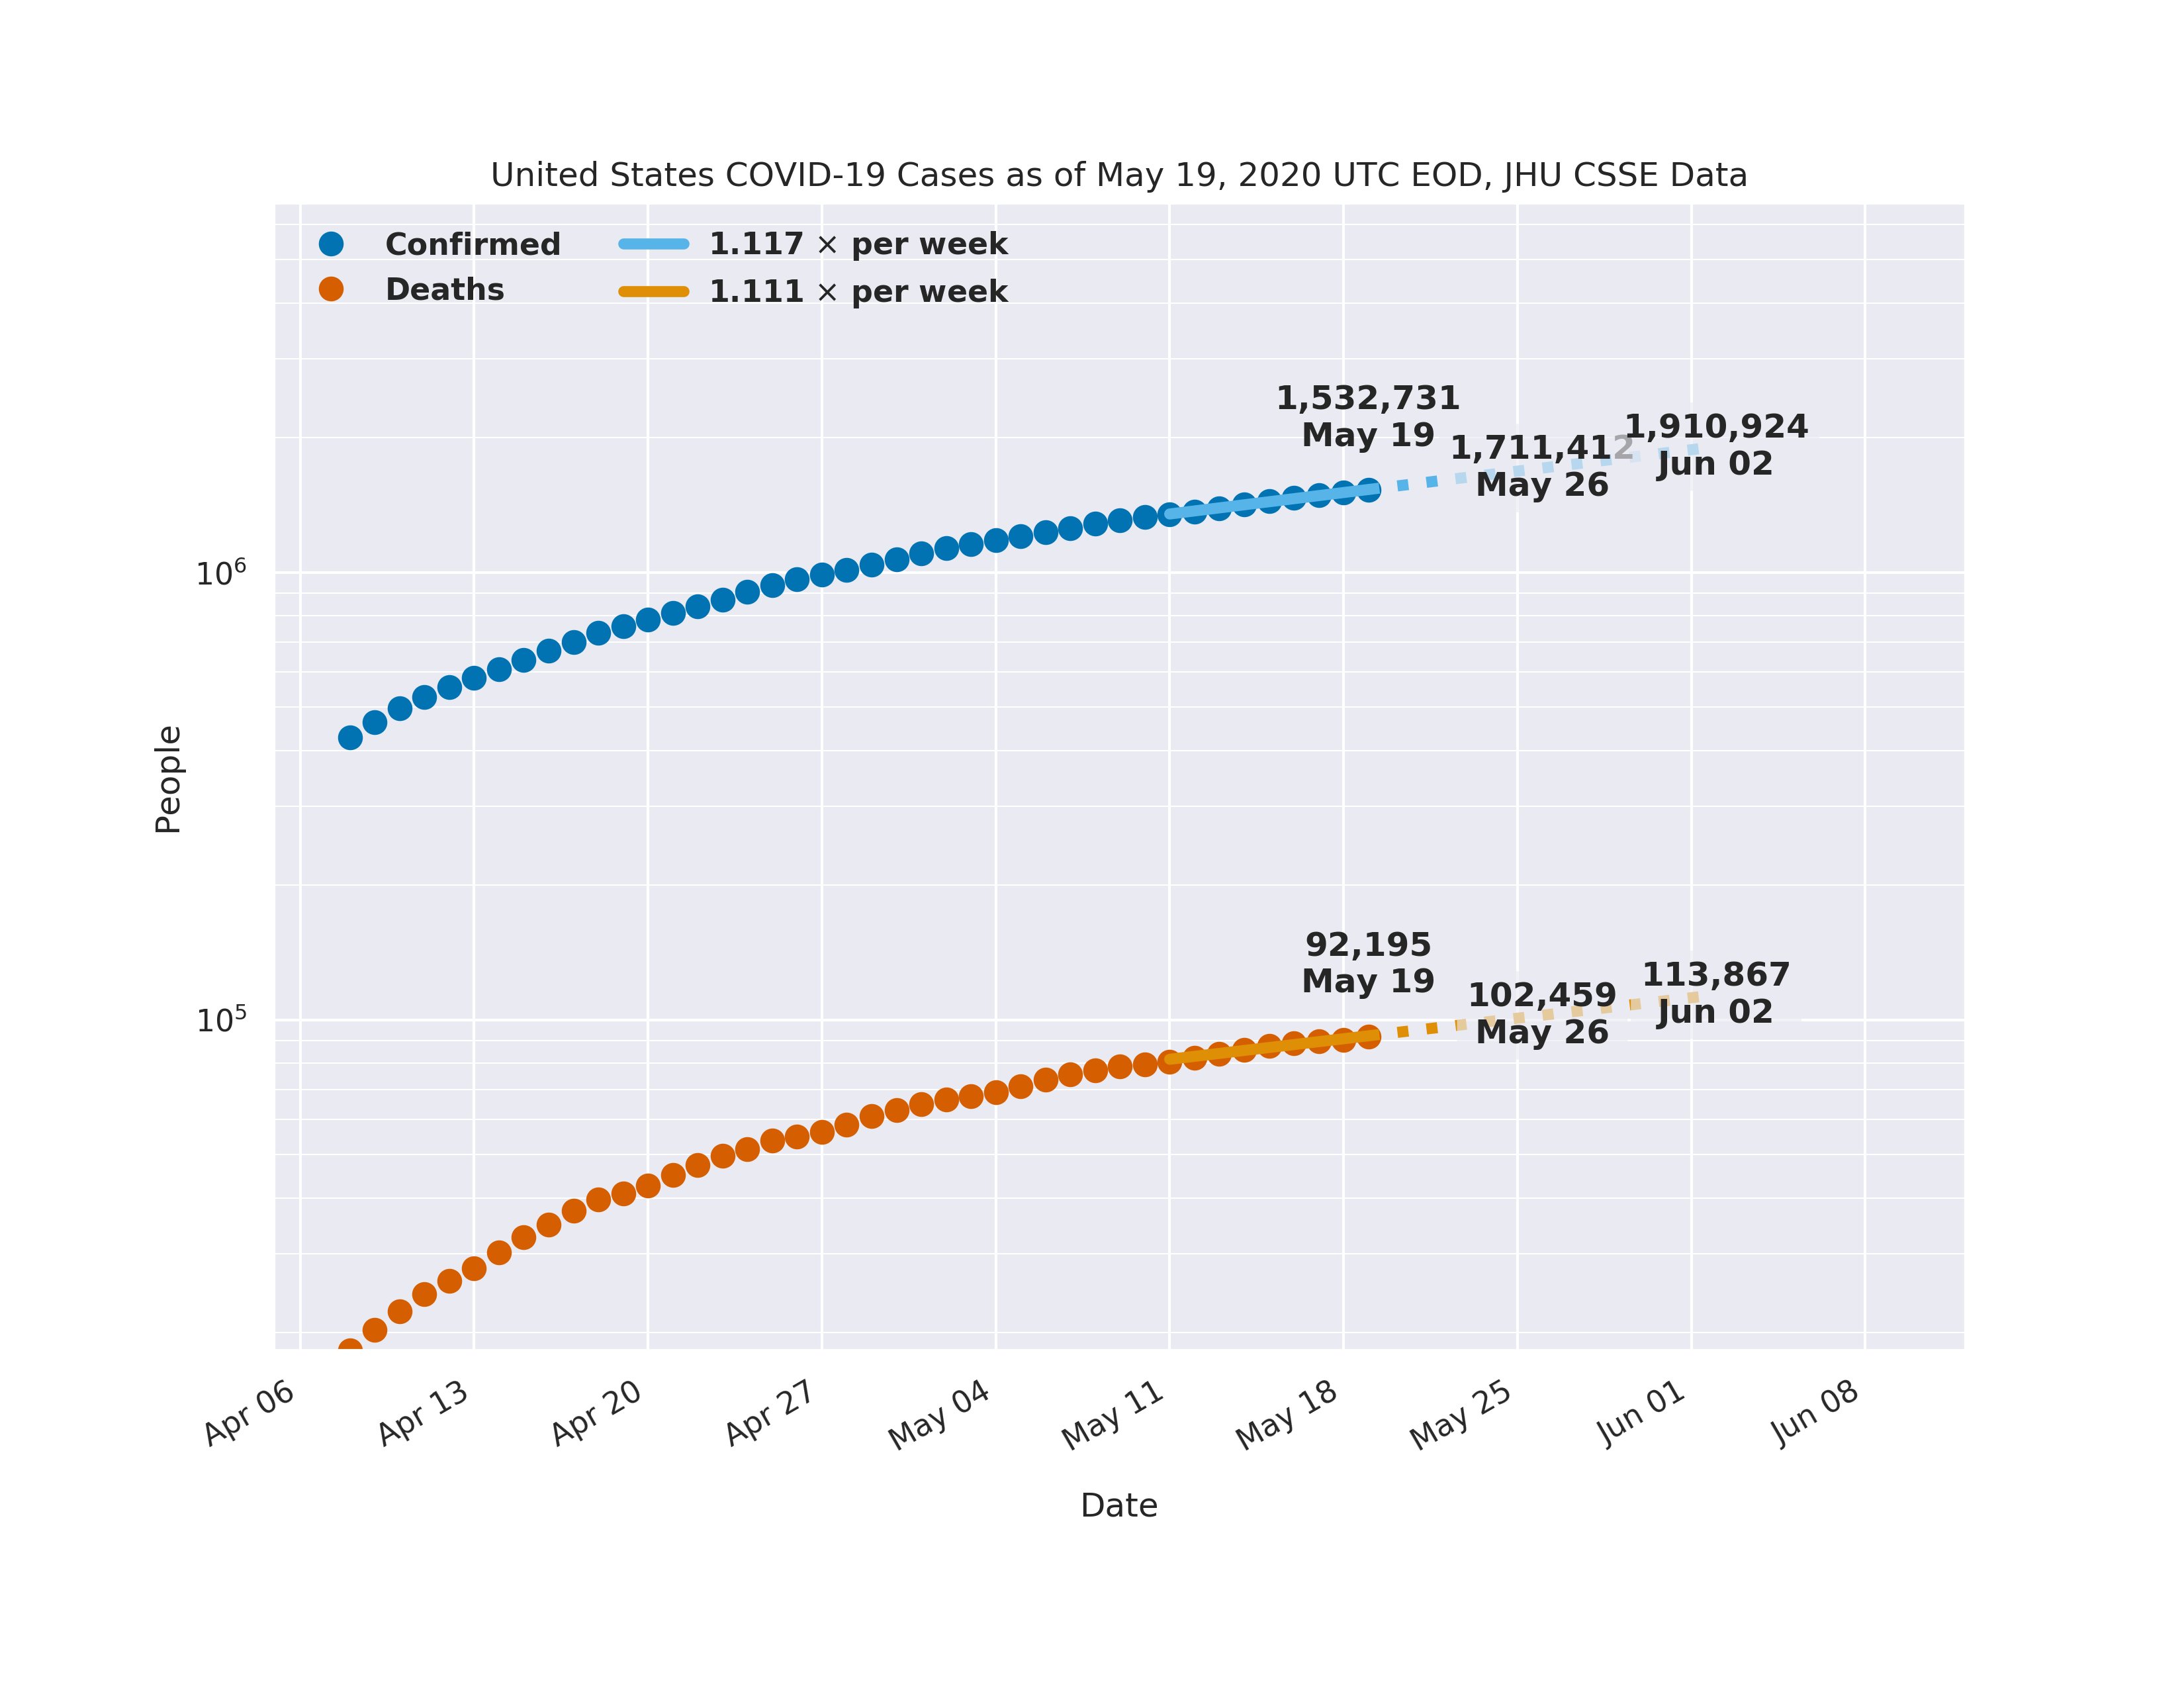 United States COVID-19 Cases as of May 19, 2020 UTC EOD, JHU CSSE Data
Confirmed
Deaths
1.117 × per week
1.111 × per week
1,532,731
May 19
1,711,412
May 26
1,910,924
Jun 02
92,195
May 19
102,459
May 26
113,867
Jun 02
10⁶
10⁵
People
Apr 06
Apr 13
Apr 20
Apr 27
May 04
May 11
May 18
May 25
Jun 01
Jun 08
Date